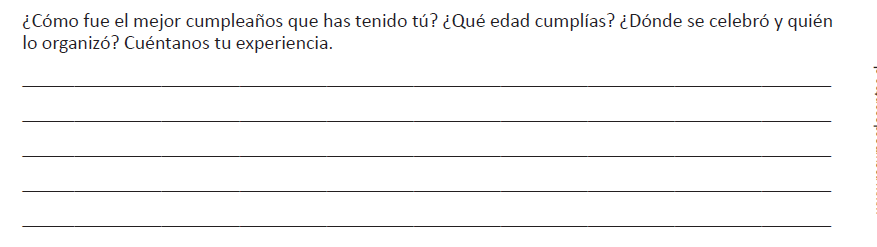 ¿Cómo fue el mejor cumpleaños que has tenido tú? ¿Qué edad cumplías? ¿Dónde se celebró y quién
lo organizó? Cuéntanos tu experiencia.